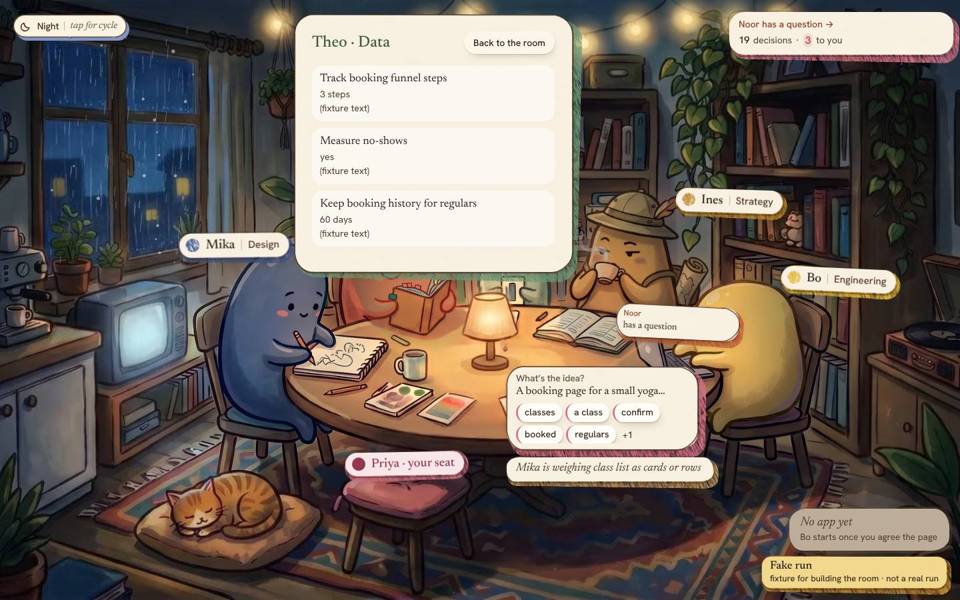 Night | tap for cycle
Theo · Data
Back to the room
Track booking funnel steps
3 steps
(fixture text)
Measure no-shows
yes
(fixture text)
Keep booking history for regulars
60 days
(fixture text)
Noor has a question →
19 decisions · 3 to you
Ines | Strategy
Mika | Design
Bo | Engineering
Noor
has a question
What's the idea?
A booking page for a small yoga…
classes
a class
confirm
booked
regulars
+1
Priya · your seat
Mika is weighing class list as cards or rows
No app yet
Bo starts once you agree the page
Fake run
fixture for building the room · not a real run